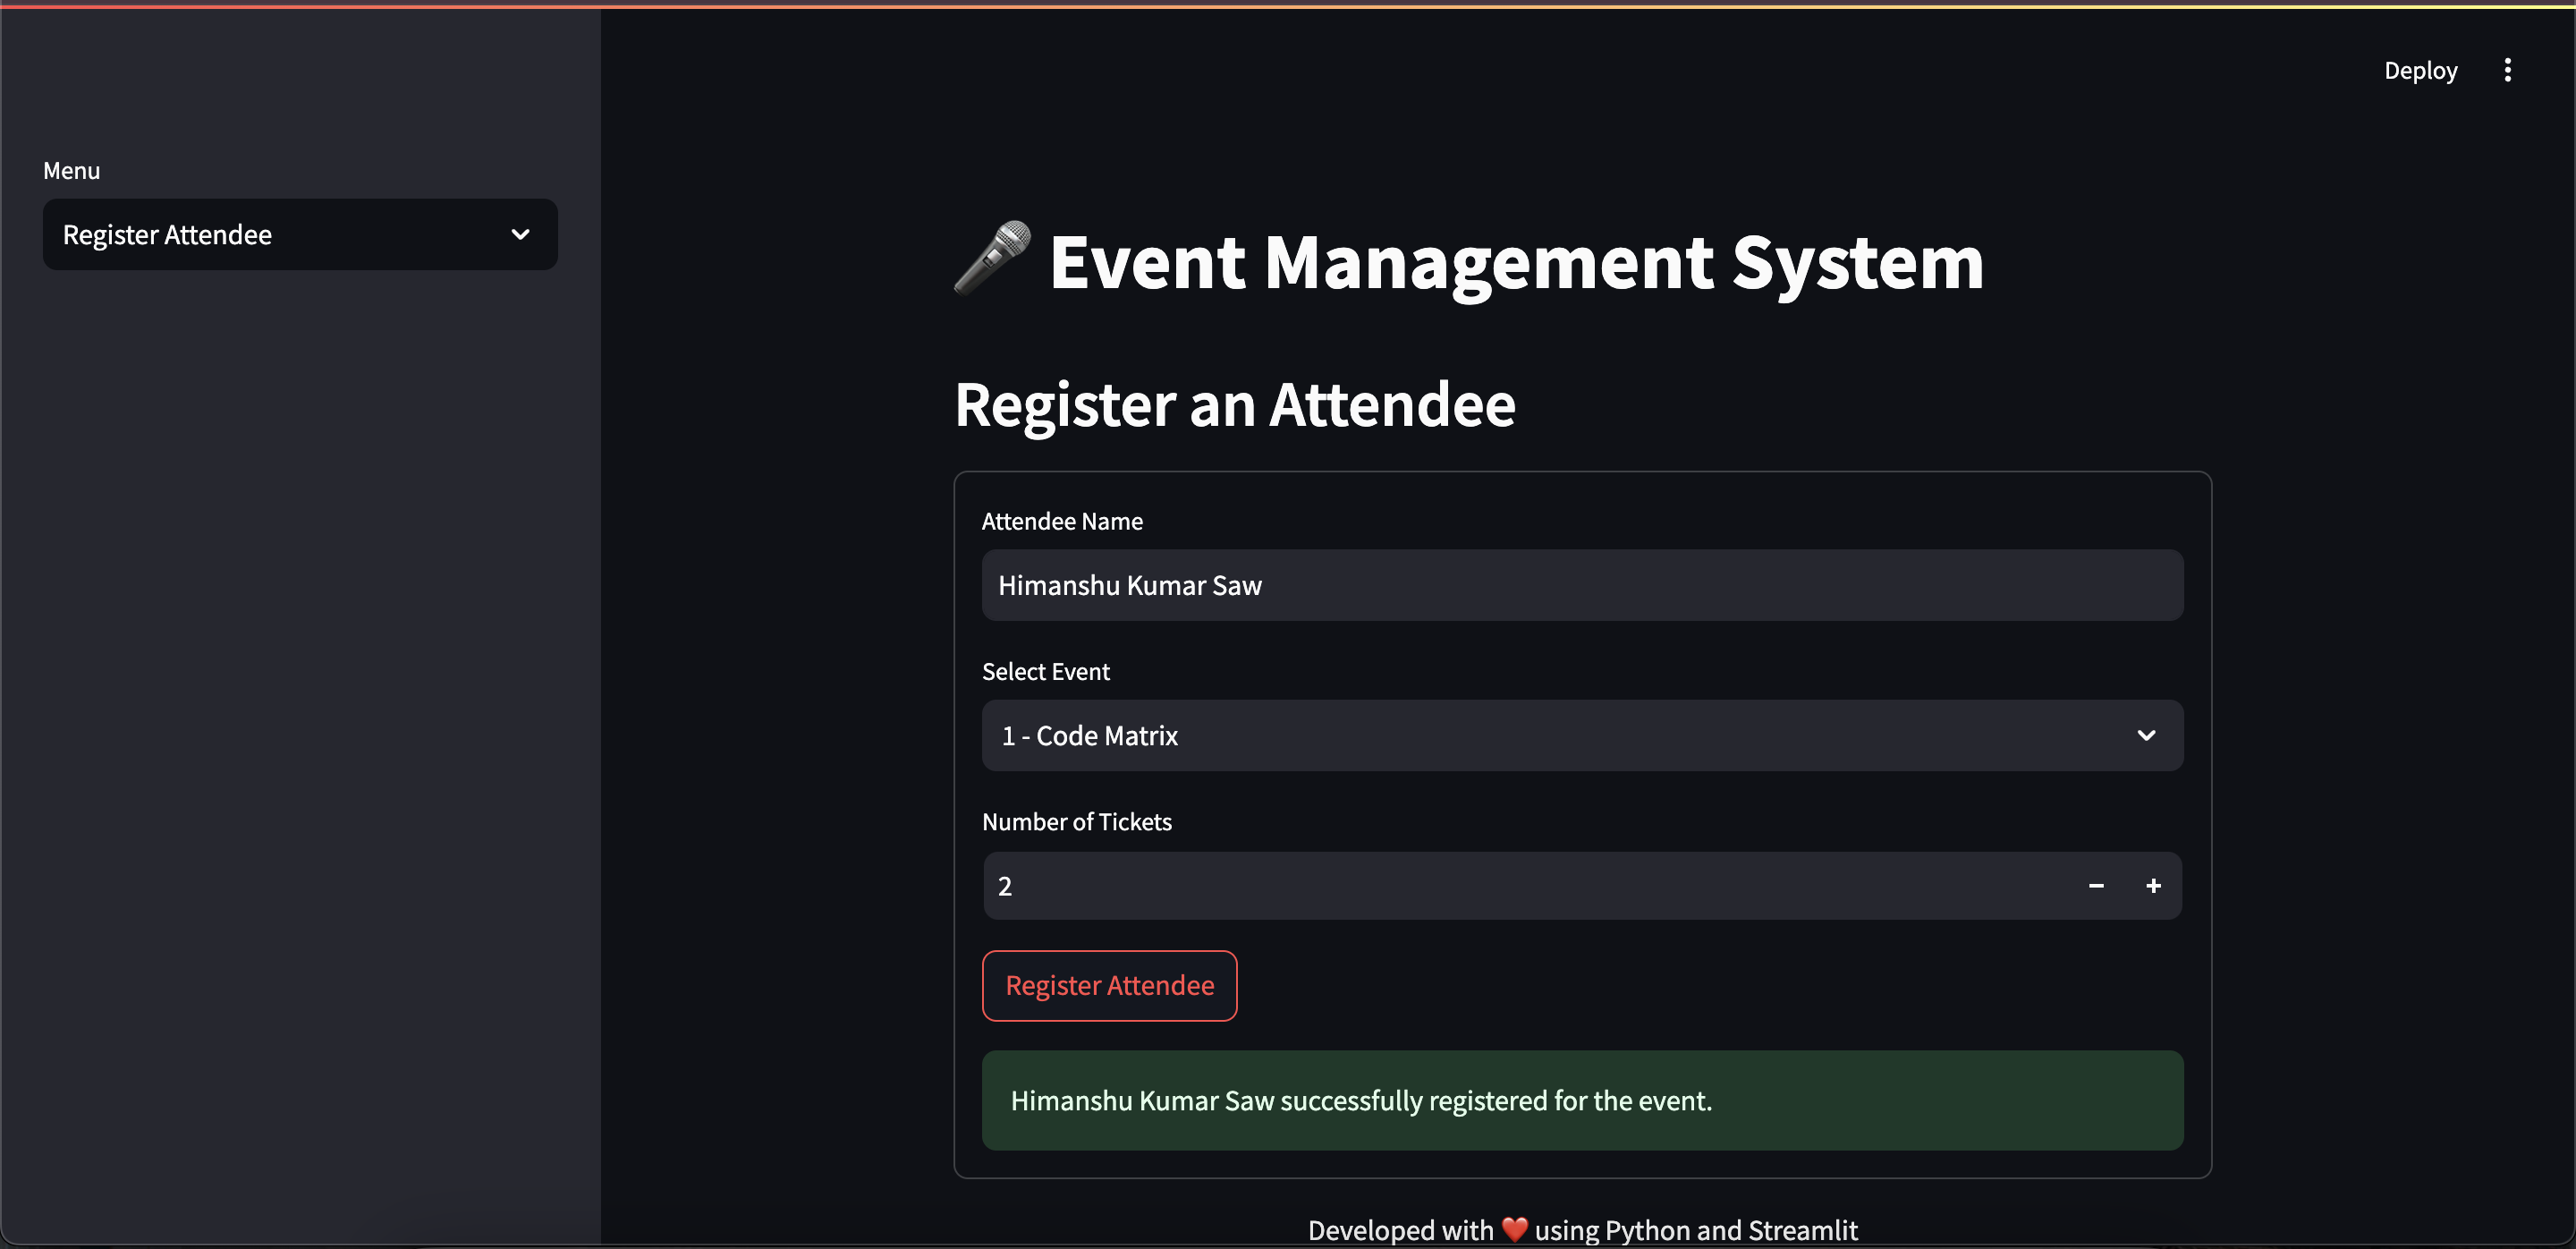 Deploy
Menu
Register Attendee
🎤 Event Management System
Register an Attendee
Attendee Name
Himanshu Kumar Saw
Select Event
1 - Code Matrix
Number of Tickets
2
Register Attendee
Himanshu Kumar Saw successfully registered for the event.
Developed with ❤️ using Python and Streamlit